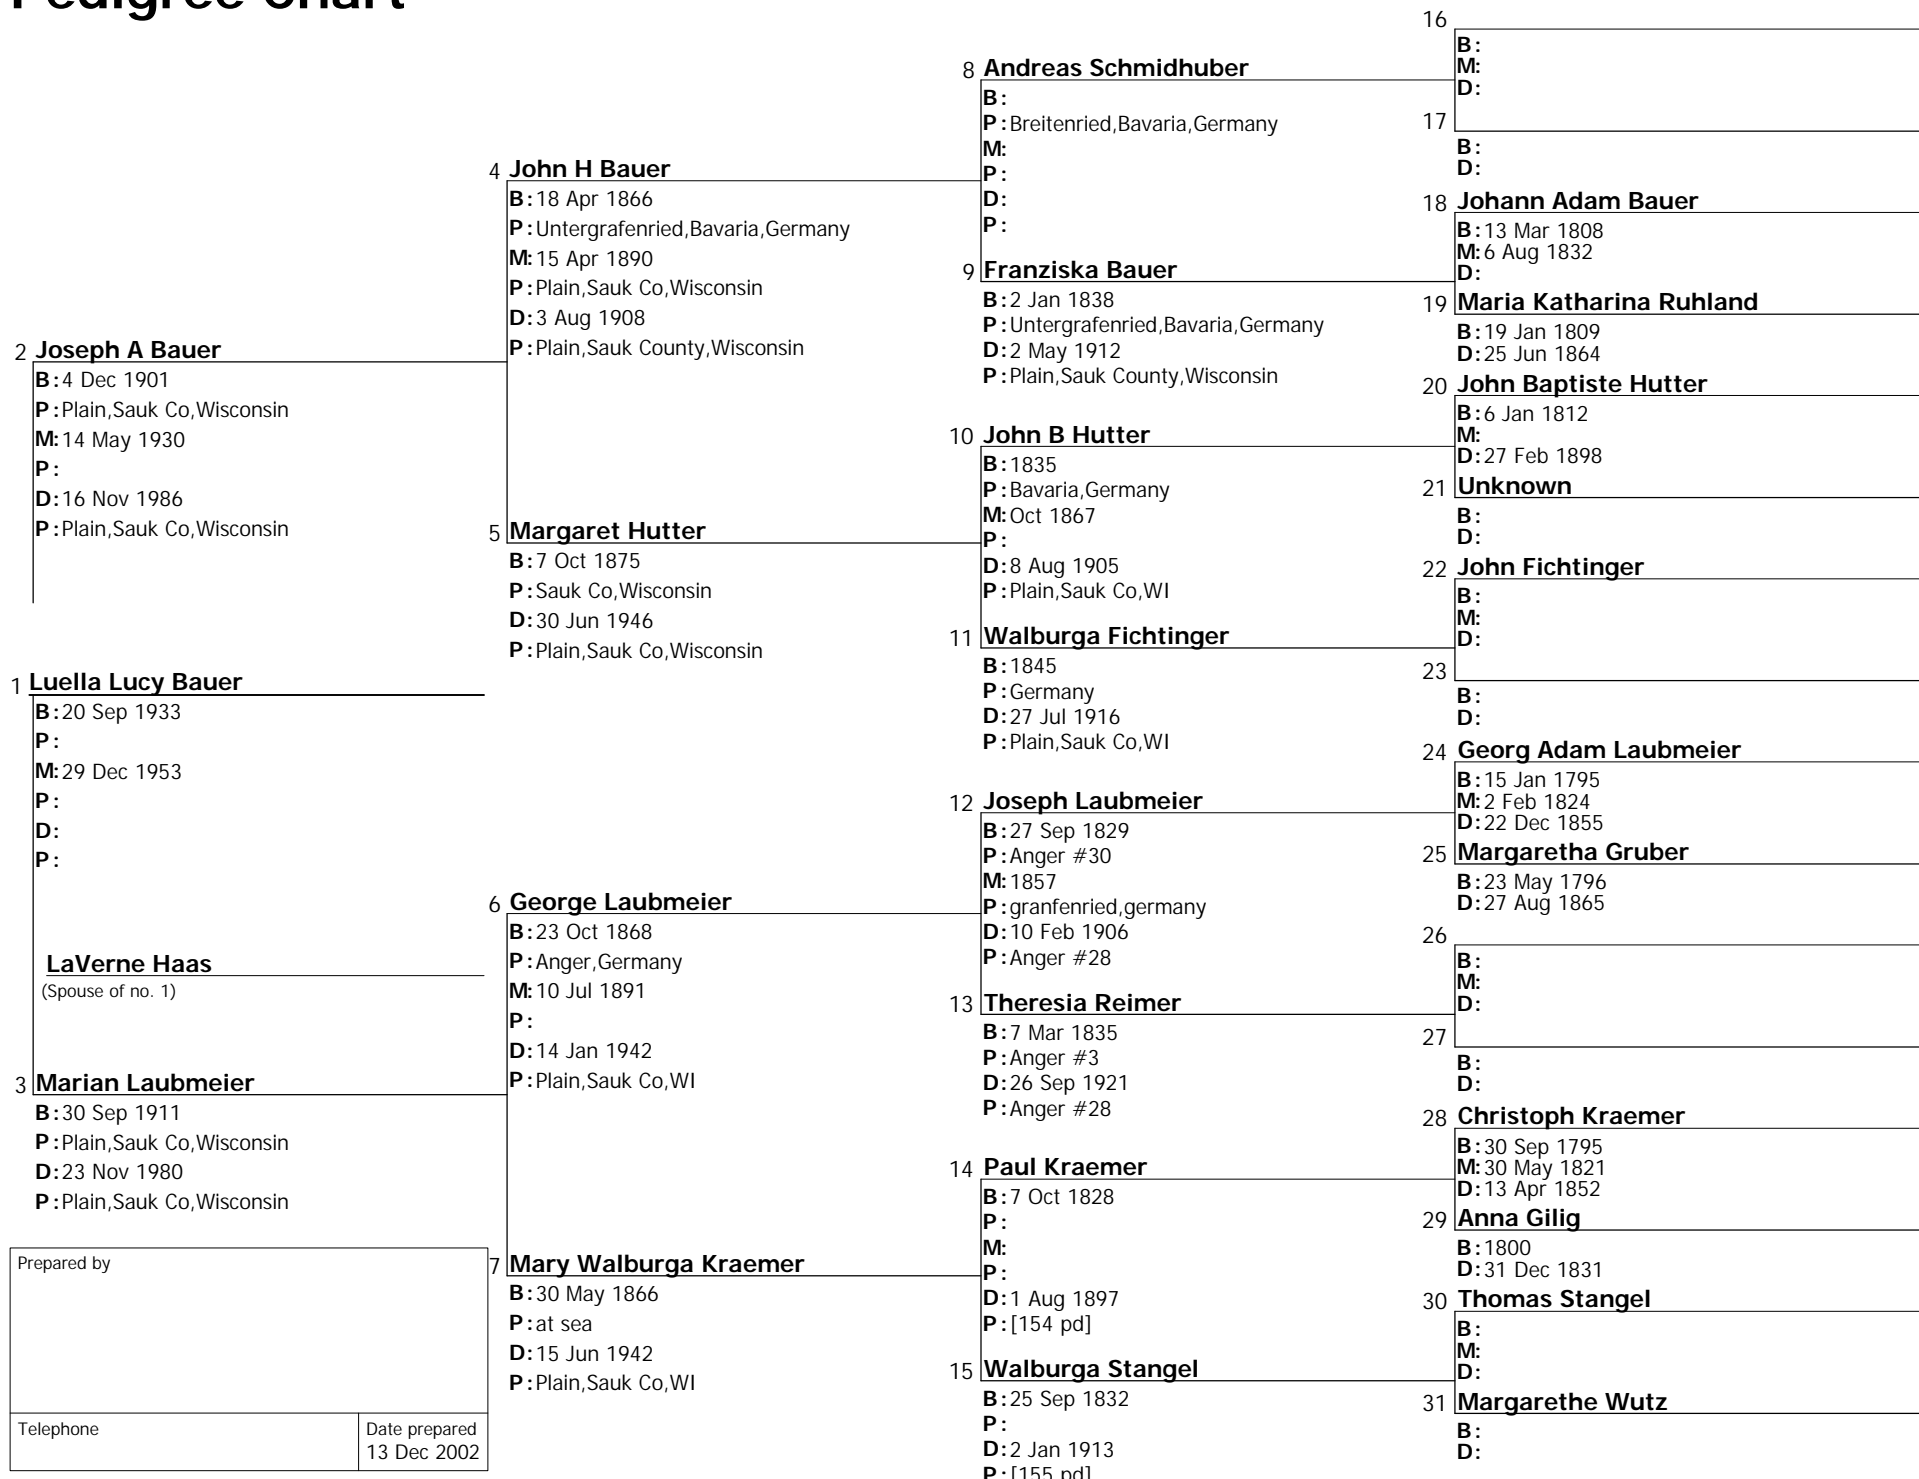 Pedigree Chart
2 Joseph A Bauer
B: 4 Dec 1901
P: Plain,Sauk Co,Wisconsin
M: 14 May 1930
P:
D: 16 Nov 1986
P: Plain,Sauk Co,Wisconsin
1 Luella Lucy Bauer
B: 20 Sep 1933
P:
M: 29 Dec 1953
P:
D:
P:
LaVerne Haas
(Spouse of no. 1)
3 Marian Laubmeier
B: 30 Sep 1911
P: Plain,Sauk Co,Wisconsin
D: 23 Nov 1980
P: Plain,Sauk Co,Wisconsin
Prepared by
Telephone
Date prepared
13 Dec 2002
4 John H Bauer
B: 18 Apr 1866
P: Untergrafenried,Bavaria,Germany
M: 15 Apr 1890
P: Plain,Sauk Co,Wisconsin
D: 3 Aug 1908
P: Plain,Sauk County,Wisconsin
5 Margaret Hutter
B: 7 Oct 1875
P: Sauk Co,Wisconsin
D: 30 Jun 1946
P: Plain,Sauk Co,Wisconsin
6 George Laubmeier
B: 23 Oct 1868
P: Anger,Germany
M: 10 Jul 1891
P:
D: 14 Jan 1942
P: Plain,Sauk Co,WI
7 Mary Walburga Kraemer
B: 30 May 1866
P: at sea
D: 15 Jun 1942
P: Plain,Sauk Co,WI
8 Andreas Schmidhuber
B:
P: Breitenried,Bavaria,Germany
M:
P:
D:
P:
9 Franziska Bauer
B: 2 Jan 1838
P: Untergrafenried,Bavaria,Germany
D: 2 May 1912
P: Plain,Sauk County,Wisconsin
10 John B Hutter
B: 1835
P: Bavaria,Germany
M: Oct 1867
P:
D: 8 Aug 1905
P: Plain,Sauk Co,WI
11 Walburga Fichtinger
B: 1845
P: Germany
D: 27 Jul 1916
P: Plain,Sauk Co,WI
12 Joseph Laubmeier
B: 27 Sep 1829
P: Anger #30
M: 1857
P: granfenried,germany
D: 10 Feb 1906
P: Anger #28
13 Theresia Reimer
B: 7 Mar 1835
P: Anger #3
D: 26 Sep 1921
P: Anger #28
14 Paul Kraemer
B: 7 Oct 1828
P:
M:
P:
D: 1 Aug 1897
P: [154 pd]
15 Walburga Stangel
B: 25 Sep 1832
P:
D: 2 Jan 1913
P: [155 pd]
16
B:
M:
D:
17
B:
D:
18 Johann Adam Bauer
B: 13 Mar 1808
M: 6 Aug 1832
D:
19 Maria Katharina Ruhland
B: 19 Jan 1809
D: 25 Jun 1864
20 John Baptiste Hutter
B: 6 Jan 1812
M:
D: 27 Feb 1898
21 Unknown
B:
D:
22 John Fichtinger
B:
M:
D:
23
B:
D:
24 Georg Adam Laubmeier
B: 15 Jan 1795
M: 2 Feb 1824
D: 22 Dec 1855
25 Margaretha Gruber
B: 23 May 1796
D: 27 Aug 1865
26
B:
M:
D:
27
B:
D:
28 Christoph Kraemer
B: 30 Sep 1795
M: 30 May 1821
D: 13 Apr 1852
29 Anna Gilig
B: 1800
D: 31 Dec 1831
30 Thomas Stangel
B:
M:
D:
31 Margarethe Wutz
B:
D: